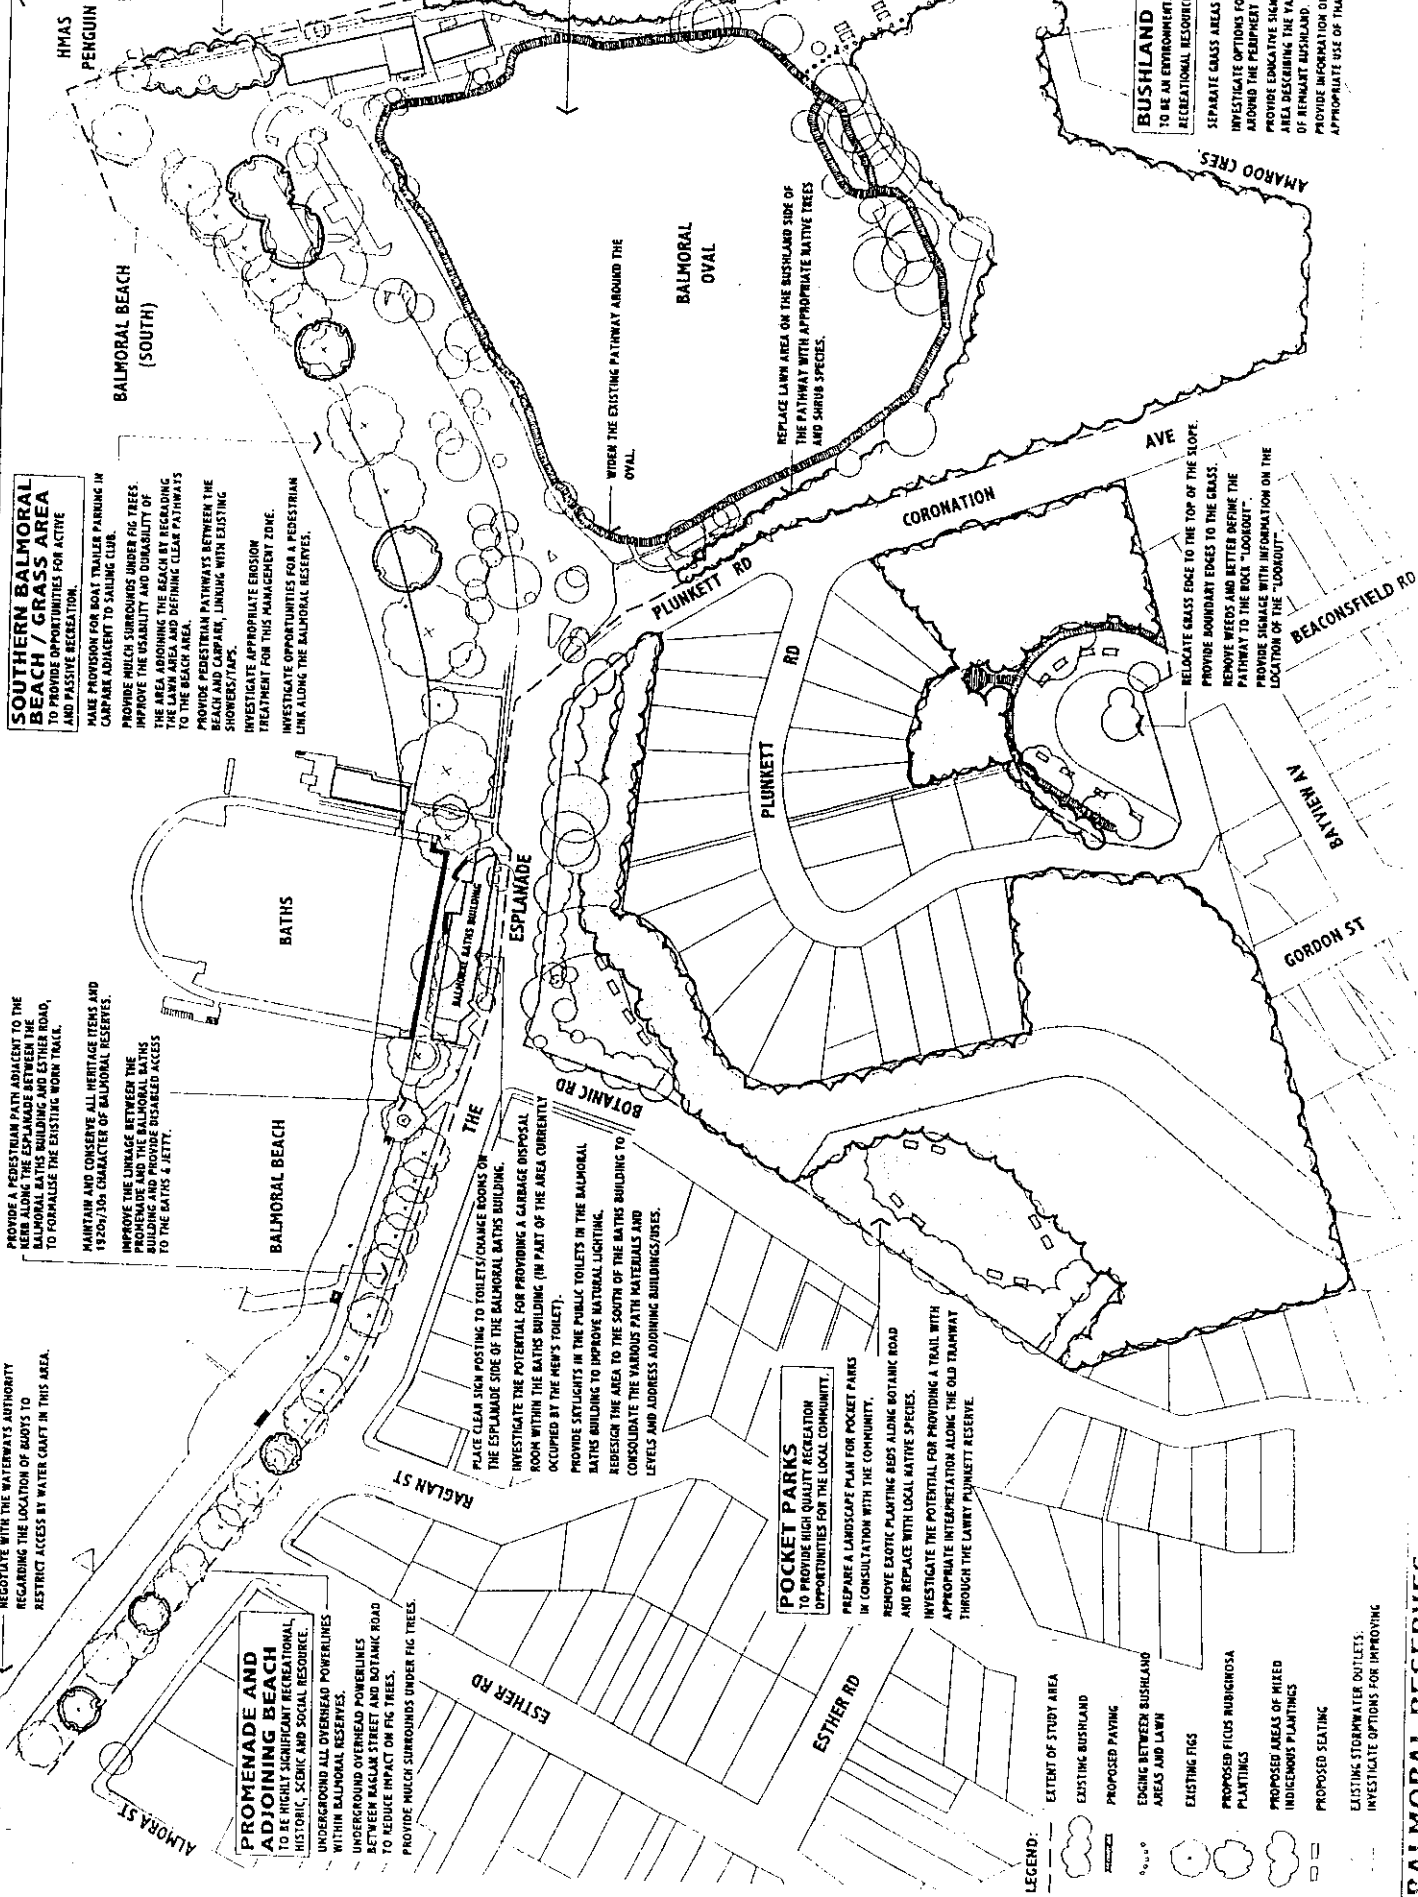 NEGOTIATE WITH THE WATERWAYS AUTHORITY
REGARDING THE LOCATION OF BUOYS TO
RESTRICT ACCESS BY WATER CRAFT IN THIS AREA.
PROVIDE A PEDESTRIAN PATH ADJACENT TO THE
KERB ALONG THE ESPLANADE BETWEEN THE
BALMORAL BATHS BUILDING AND ESTHER ROAD,
TO FORMALISE THE EXISTING WORN TRACK.
MAINTAIN AND CONSERVE ALL HERITAGE ITEMS AND
1920s/30s CHARACTER OF BALMORAL RESERVES.
IMPROVE THE LINKAGE BETWEEN THE
PROMENADE AND THE BALMORAL BATHS
BUILDING AND PROVIDE DISABLED ACCESS
TO THE BATHS & JETTY.
SOUTHERN BALMORAL
BEACH / GRASS AREA
TO PROVIDE OPPORTUNITIES FOR ACTIVE
AND PASSIVE RECREATION.
MAKE PROVISION FOR BOAT TRAILER PARKING IN
CARPARK ADJACENT TO SAILING CLUB.
PROVIDE MULCH SURROUNDS UNDER FIG TREES.
IMPROVE THE USABILITY AND DURABILITY OF
THE AREA ADJOINING THE BEACH BY REGRADING
THE LAWN AREA AND DEFINING CLEAR PATHWAYS
TO THE BEACH AREA.
PROVIDE PEDESTRIAN PATHWAYS BETWEEN THE
BEACH AND CARPARK, LINKING WITH EXISTING
SHOWERS/TAPS.
INVESTIGATE APPROPRIATE EROSION
TREATMENT FOR THIS MANAGEMENT ZONE.
INVESTIGATE OPPORTUNITIES FOR A PEDESTRIAN
LINK ALONG THE BALMORAL RESERVES.
HMAS
PENGUIN
BALMORAL BEACH
(SOUTH)
BATHS
BALMORAL BEACH
BALMORAL BATHS BUILDING
THE
ESPLANADE
WIDEN THE EXISTING PATHWAY AROUND THE
OVAL.
BALMORAL
OVAL
REPLACE LAWN AREA ON THE BUSHLAND SIDE OF
THE PATHWAY WITH APPROPRIATE NATIVE TREES
AND SHRUB SPECIES.
PROMENADE AND
ADJOINING BEACH
TO BE HIGHLY SIGNIFICANT RECREATIONAL,
HISTORIC, SCENIC AND SOCIAL RESOURCE.
UNDERGROUND ALL OVERHEAD POWERLINES
WITHIN BALMORAL RESERVES.
UNDERGROUND OVERHEAD POWERLINES
BETWEEN RAGLAN STREET AND BOTANIC ROAD
TO REDUCE IMPACT ON FIG TREES.
PROVIDE MULCH SURROUNDS UNDER FIG TREES.
PLACE CLEAR SIGN POSTING TO TOILETS/CHANGE ROOMS ON
THE ESPLANADE SIDE OF THE BALMORAL BATHS BUILDING.
INVESTIGATE THE POTENTIAL FOR PROVIDING A GARBAGE DISPOSAL
ROOM WITHIN THE BATHS BUILDING (IN PART OF THE AREA CURRENTLY
OCCUPIED BY THE MEN'S TOILET).
PROVIDE SKYLIGHTS IN THE PUBLIC TOILETS IN THE BALMORAL
BATHS BUILDING TO IMPROVE NATURAL LIGHTING.
REDESIGN THE AREA TO THE SOUTH OF THE BATHS BUILDING TO
CONSOLIDATE THE VARIOUS PATH MATERIALS AND
LEVELS AND ADDRESS ADJOINING BUILDINGS/USES.
ALMORA ST
RAGLAN ST
ESTHER RD
ESTHER RD
BOTANIC RD
PLUNKETT RD
PLUNKETT
RD
CORONATION
AVE
POCKET PARKS
TO PROVIDE HIGH QUALITY RECREATION
OPPORTUNITIES FOR THE LOCAL COMMUNITY.
PREPARE A LANDSCAPE PLAN FOR POCKET PARKS
IN CONSULTATION WITH THE COMMUNITY.
REMOVE EXOTIC PLANTING BEDS ALONG BOTANIC ROAD
AND REPLACE WITH LOCAL NATIVE SPECIES.
INVESTIGATE THE POTENTIAL FOR PROVIDING A TRAIL WITH
APPROPRIATE INTERPRETATION ALONG THE OLD TRAMWAY
THROUGH THE LAWRY PLUNKETT RESERVE.
RELOCATE GRASS EDGE TO THE TOP OF THE SLOPE.
PROVIDE BOUNDARY EDGES TO THE GRASS.
REMOVE WEEDS AND BETTER DEFINE THE
PATHWAY TO THE ROCK "LOOKOUT".
PROVIDE SIGNAGE WITH INFORMATION ON THE
LOCATION OF THE "LOOKOUT".
BEACONSFIELD RD
BAYVIEW AV
GORDON ST
AMAROO CRES.
BUSHLAND
TO BE AN ENVIRONMENT
RECREATIONAL RESOURC
SEPARATE GRASS AREAS
INVESTIGATE OPTIONS FO
AROUND THE PERIPHERY
PROVIDE EDUCATIVE SIGN
AREA DESCRIBING THE VA
OF REMNANT BUSHLAND.
PROVIDE INFORMATION ON
APPROPRIATE USE OF TRA
LEGEND:
EXTENT OF STUDY AREA
EXISTING BUSHLAND
PROPOSED PAVING
EDGING BETWEEN BUSHLAND
AREAS AND LAWN
EXISTING FIGS
PROPOSED FICUS RUBIGINOSA
PLANTINGS
PROPOSED AREAS OF MIXED
INDIGENOUS PLANTINGS
PROPOSED SEATING
EXISTING STORMWATER OUTLETS:
INVESTIGATE OPTIONS FOR IMPROVING
BALMORAL RESERVES